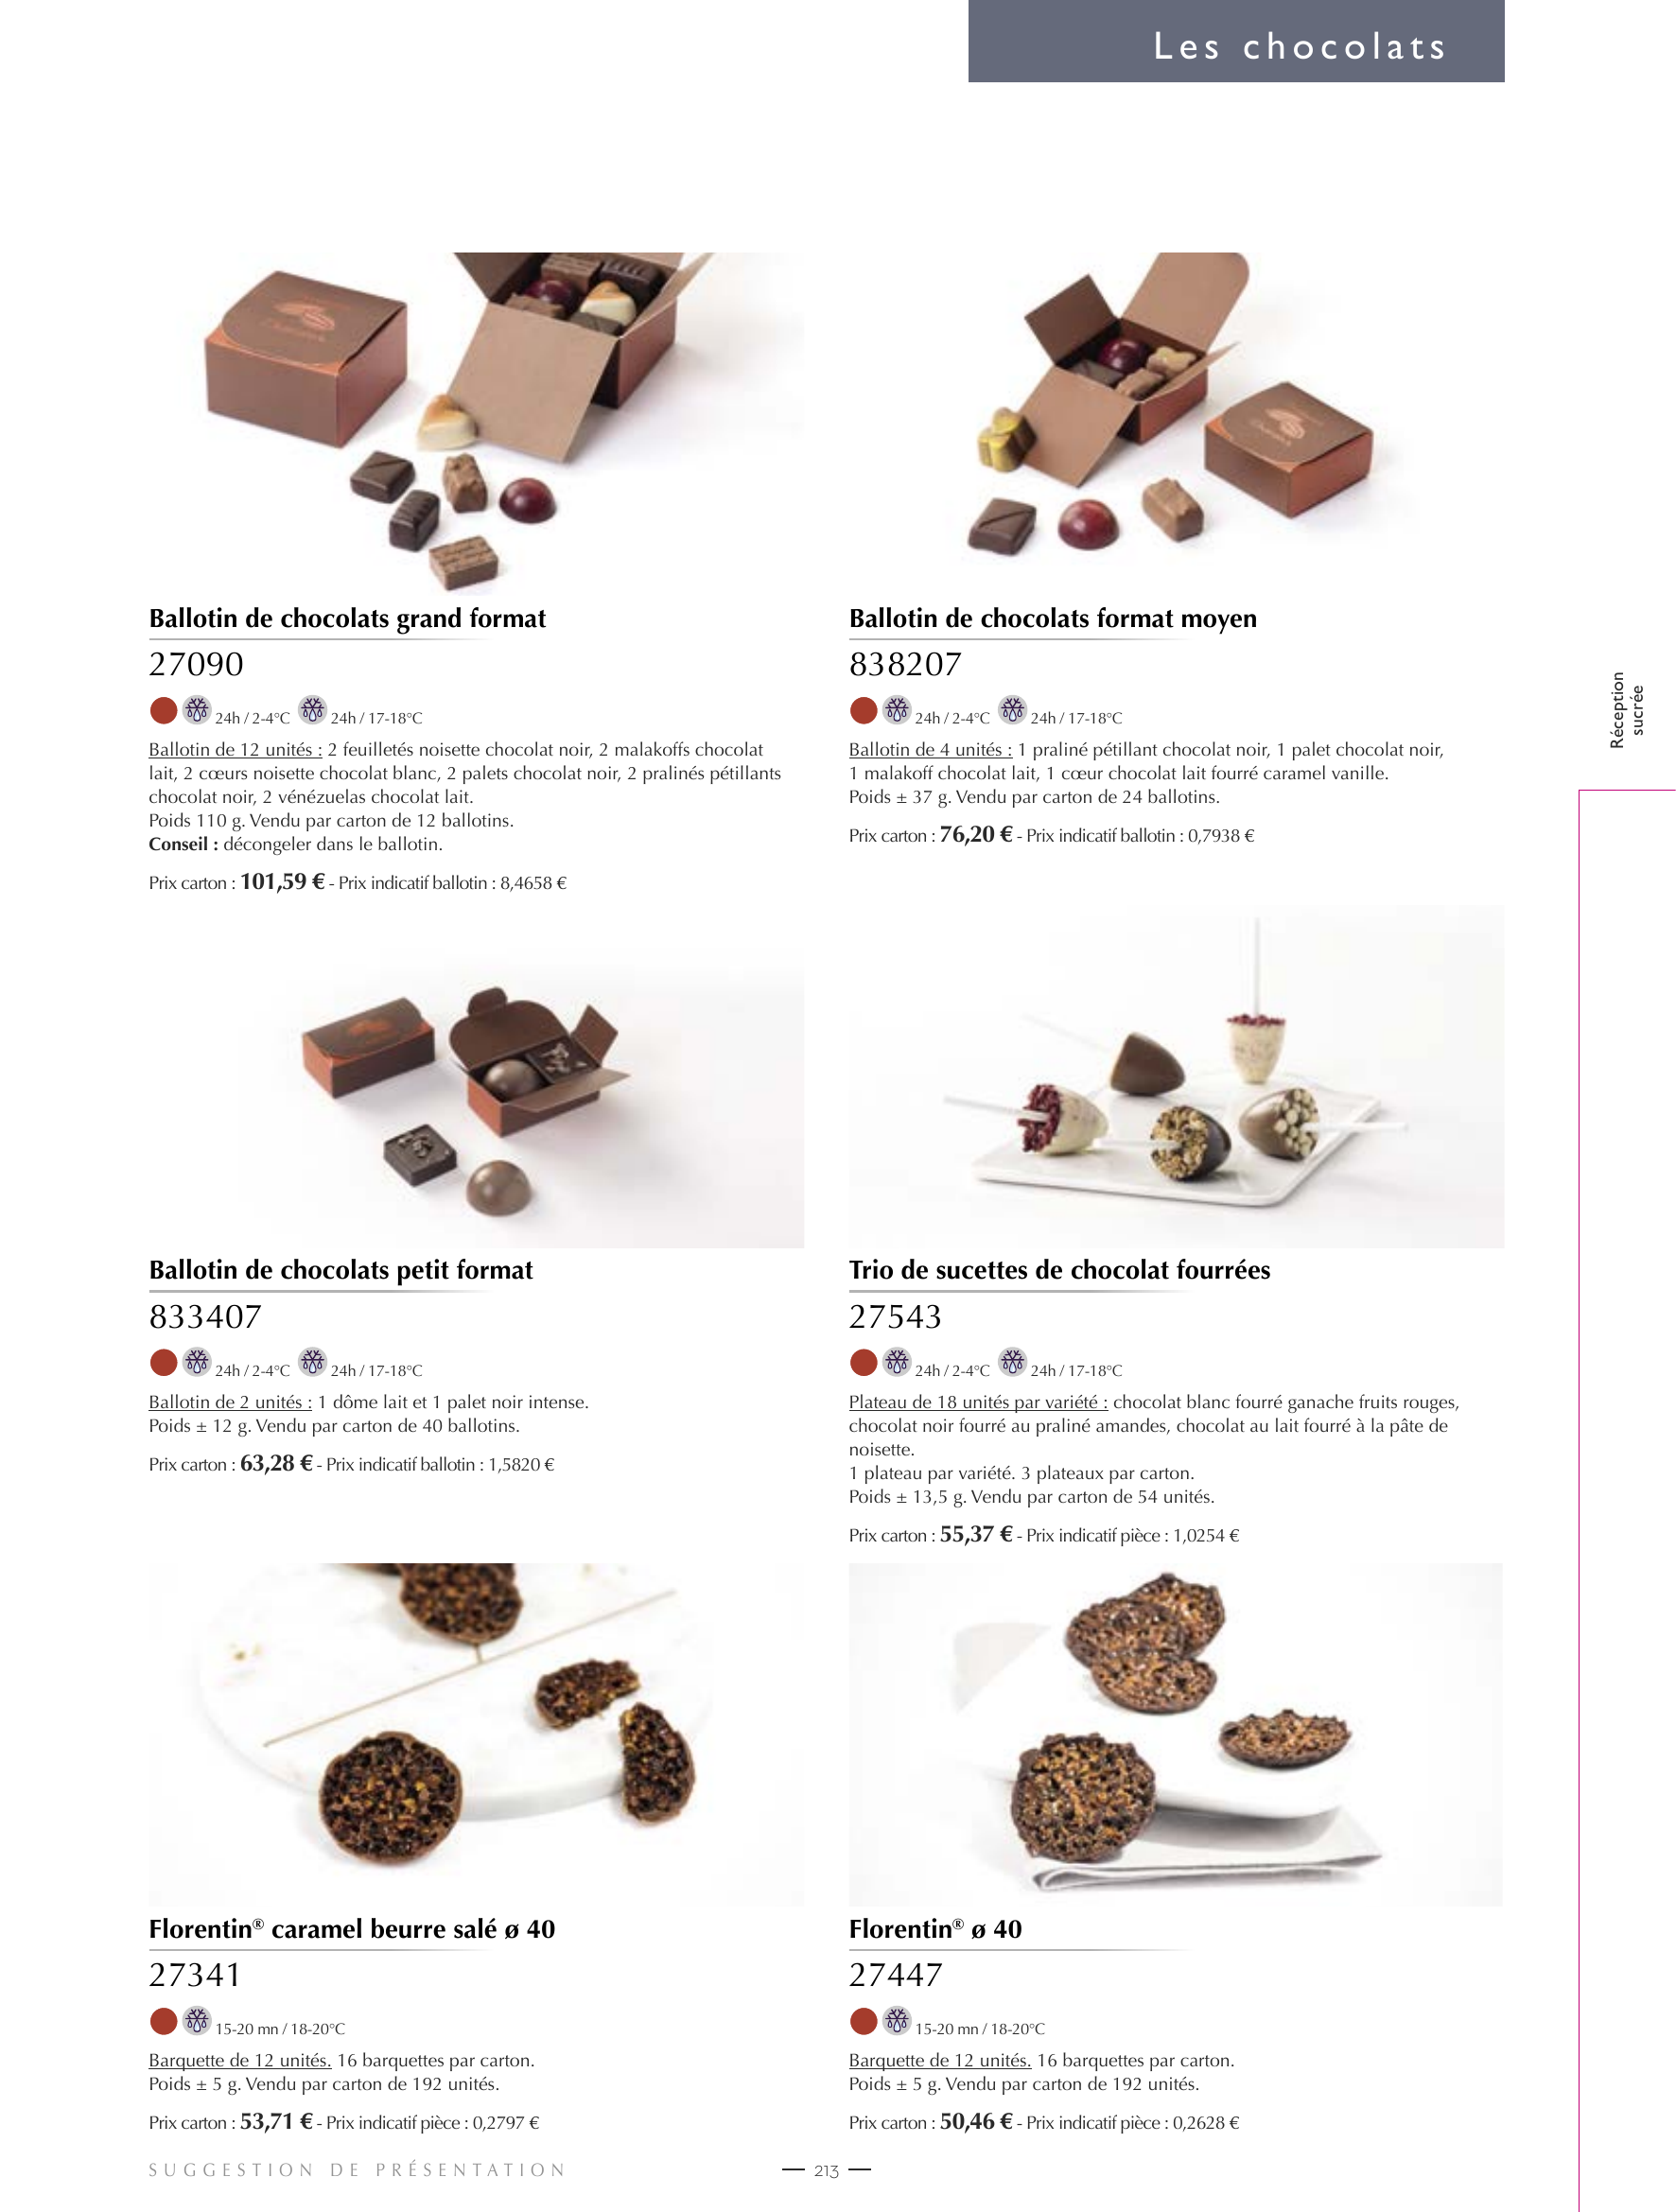 Les chocolats
Ballotin de chocolats grand format
27090
24h / 2-4°C 24h / 17-18°C
Ballotin de 12 unités : 2 feuilletés noisette chocolat noir, 2 malakoffs chocolat
lait, 2 cœurs noisette chocolat blanc, 2 palets chocolat noir, 2 pralinés pétillants
chocolat noir, 2 vénézuelas chocolat lait.
Poids 110 g. Vendu par carton de 12 ballotins.
Conseil : décongeler dans le ballotin.
Prix carton : 101,59 € - Prix indicatif ballotin : 8,4658 €
Ballotin de chocolats format moyen
838207
24h / 2-4°C 24h / 17-18°C
Ballotin de 4 unités : 1 praliné pétillant chocolat noir, 1 palet chocolat noir,
1 malakoff chocolat lait, 1 cœur chocolat lait fourré caramel vanille.
Poids ± 37 g. Vendu par carton de 24 ballotins.
Prix carton : 76,20 € - Prix indicatif ballotin : 0,7938 €
Réception
sucrée
Ballotin de chocolats petit format
833407
24h / 2-4°C 24h / 17-18°C
Ballotin de 2 unités : 1 dôme lait et 1 palet noir intense.
Poids ± 12 g. Vendu par carton de 40 ballotins.
Prix carton : 63,28 € - Prix indicatif ballotin : 1,5820 €
Trio de sucettes de chocolat fourrées
27543
24h / 2-4°C 24h / 17-18°C
Plateau de 18 unités par variété : chocolat blanc fourré ganache fruits rouges,
chocolat noir fourré au praliné amandes, chocolat au lait fourré à la pâte de
noisette.
1 plateau par variété. 3 plateaux par carton.
Poids ± 13,5 g. Vendu par carton de 54 unités.
Prix carton : 55,37 € - Prix indicatif pièce : 1,0254 €
Florentin® caramel beurre salé ø 40
27341
15-20 mn / 18-20°C
Barquette de 12 unités. 16 barquettes par carton.
Poids ± 5 g. Vendu par carton de 192 unités.
Prix carton : 53,71 € - Prix indicatif pièce : 0,2797 €
Florentin® ø 40
27447
15-20 mn / 18-20°C
Barquette de 12 unités. 16 barquettes par carton.
Poids ± 5 g. Vendu par carton de 192 unités.
Prix carton : 50,46 € - Prix indicatif pièce : 0,2628 €
SUGGESTION DE PRÉSENTATION
213